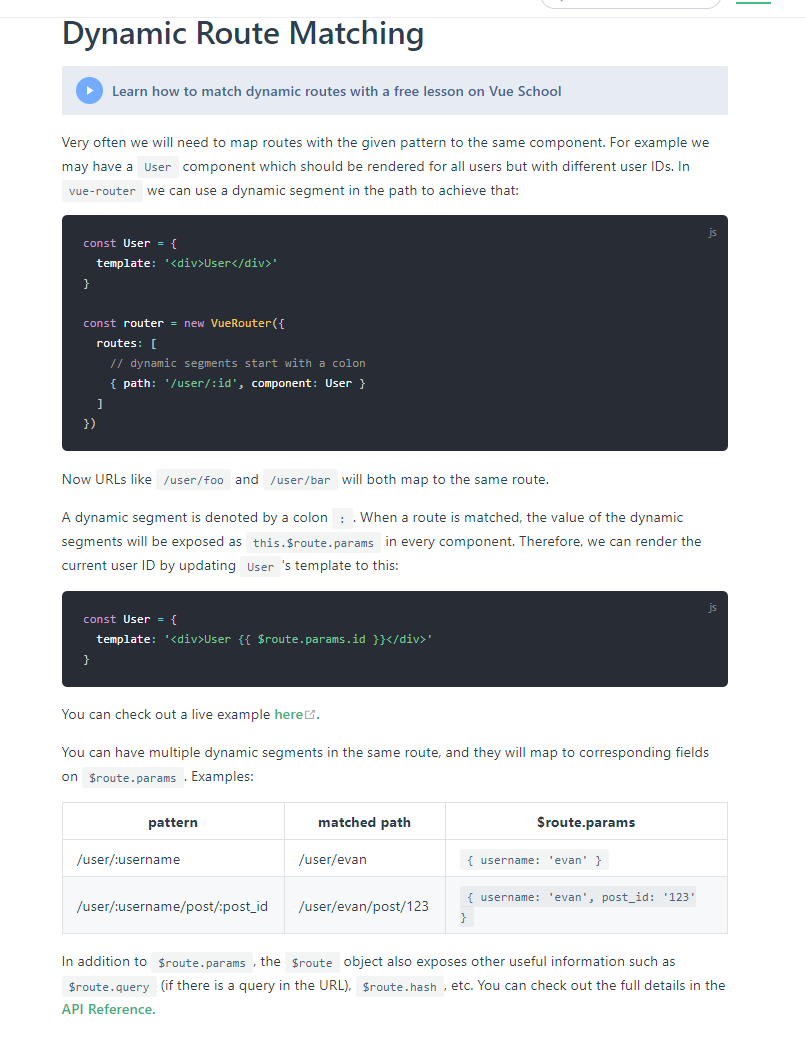 Dynamic Route Matching
Learn how to match dynamic routes with a free lesson on Vue School
Very often we will need to map routes with the given pattern to the same component. For example we
may have a User component which should be rendered for all users but with different user IDs. In
vue-router we can use a dynamic segment in the path to achieve that:
js
const User = {
  template: '<div>User</div>'
}
const router = new VueRouter({
  routes: [
    // dynamic segments start with a colon
    { path: '/user/:id', component: User }
  ]
})
Now URLs like /user/foo and /user/bar will both map to the same route.
A dynamic segment is denoted by a colon : . When a route is matched, the value of the dynamic
segments will be exposed as this.$route.params in every component. Therefore, we can render the
current user ID by updating User 's template to this:
js
const User = {
  template: '<div>User {{ $route.params.id }}</div>'
}
You can check out a live example here.
You can have multiple dynamic segments in the same route, and they will map to corresponding fields
on $route.params . Examples:
pattern matched path $route.params
/user/:username /user/evan { username: 'evan' }
/user/:username/post/:post_id /user/evan/post/123 { username: 'evan', post_id: '123'
}
In addition to $route.params , the $route object also exposes other useful information such as
$route.query (if there is a query in the URL), $route.hash , etc. You can check out the full details in the
API Reference.